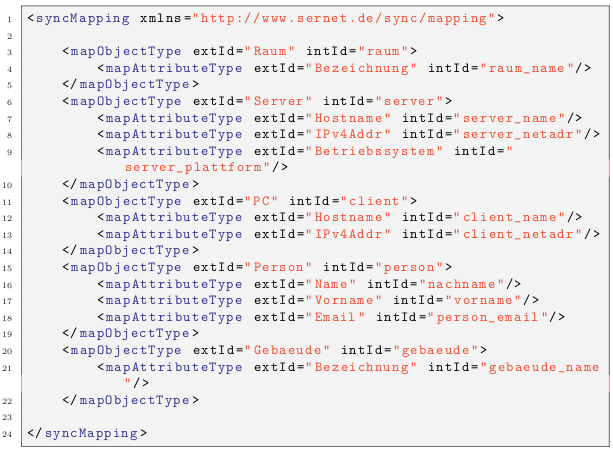 1 <syncMapping xmlns="http://www.sernet.de/sync/mapping">
2
3     <mapObjectType extId="Raum" intId="raum">
4         <mapAttributeType extId="Bezeichnung" intId="raum_name"/>
5     </mapObjectType>
6     <mapObjectType extId="Server" intId="server">
7         <mapAttributeType extId="Hostname" intId="server_name"/>
8         <mapAttributeType extId="IPv4Addr" intId="server_netadr"/>
9         <mapAttributeType extId="Betriebssystem" intId="
            server_plattform"/>
10     </mapObjectType>
11     <mapObjectType extId="PC" intId="client">
12         <mapAttributeType extId="Hostname" intId="client_name"/>
13         <mapAttributeType extId="IPv4Addr" intId="client_netadr"/>
14     </mapObjectType>
15     <mapObjectType extId="Person" intId="person">
16         <mapAttributeType extId="Name" intId="nachname"/>
17         <mapAttributeType extId="Vorname" intId="vorname"/>
18         <mapAttributeType extId="Email" intId="person_email"/>
19     </mapObjectType>
20     <mapObjectType extId="Gebaeude" intId="gebaeude">
21         <mapAttributeType extId="Bezeichnung" intId="gebaeude_name
            "/>
22     </mapObjectType>
23
24 </syncMapping>